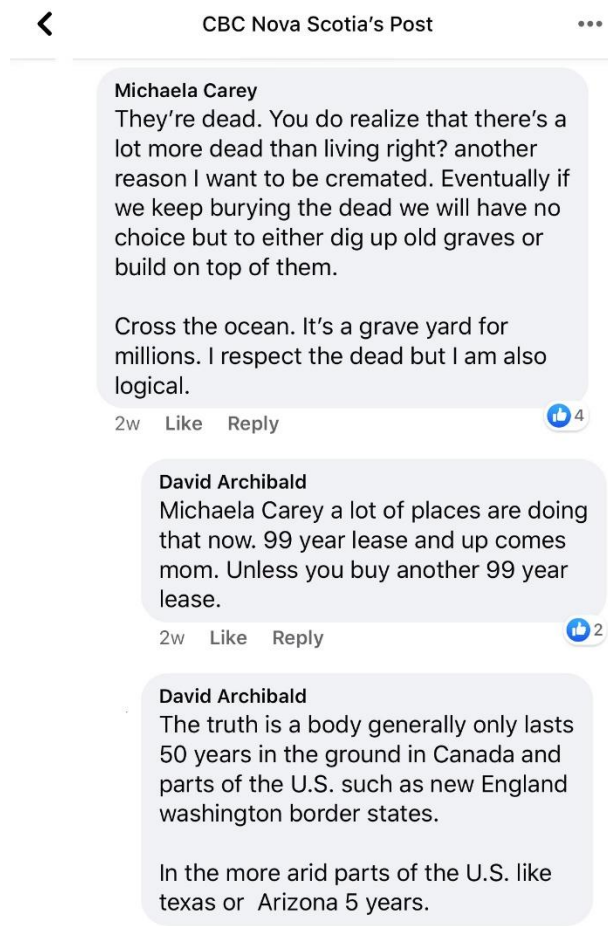 CBC Nova Scotia's Post
Michaela Carey
They're dead. You do realize that there's a
lot more dead than living right? another
reason I want to be cremated. Eventually if
we keep burying the dead we will have no
choice but to either dig up old graves or
build on top of them.
Cross the ocean. It's a grave yard for
millions. I respect the dead but I am also
logical.
2w Like Reply 4
David Archibald
Michaela Carey a lot of places are doing
that now. 99 year lease and up comes
mom. Unless you buy another 99 year
lease.
2w Like Reply 2
David Archibald
The truth is a body generally only lasts
50 years in the ground in Canada and
parts of the U.S. such as new England
washington border states.
In the more arid parts of the U.S. like
texas or Arizona 5 years.